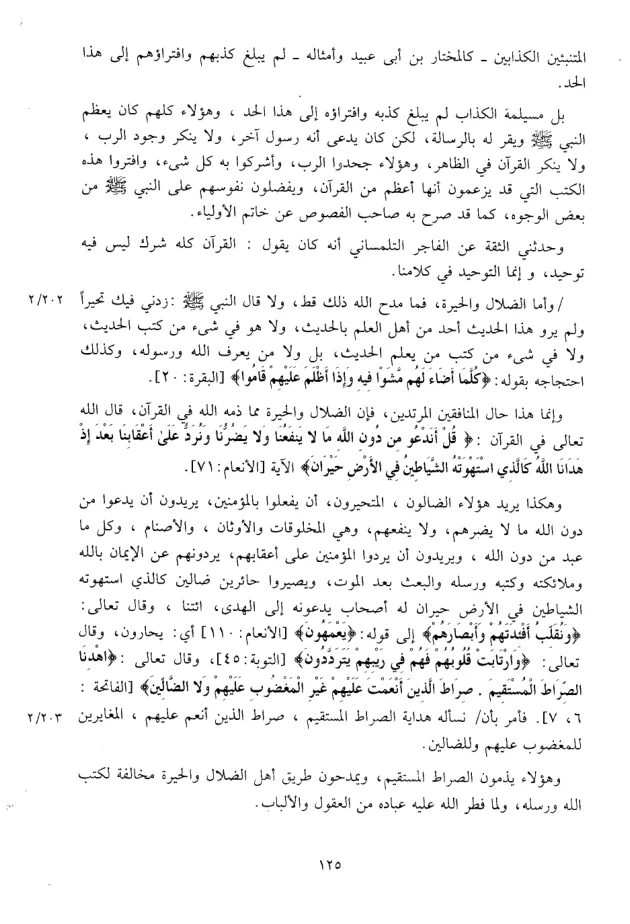 المتنبئين الكذابين ـ كالمختار بن أبى عبيد وأمثاله ـ لم يبلغ كذبهم وافتراؤهم إلى هذا
الحد.
بل مسيلمة الكذاب لم يبلغ كذبه وافتراؤه إلى هذا الحد ، وهؤلاء كلهم كان يعظم
النبي ﷺ ويقر له بالرسالة، لكن كان يدعى أنه رسول آخر، ولا ينكر وجود الرب ،
ولا ينكر القرآن في الظاهر، وهؤلاء جحدوا الرب، وأشركوا به كل شىء، وافتروا هذه
الكتب التي قد يزعمون أنها أعظم من القرآن، ويفضلون نفوسهم على النبي ﷺ من
بعض الوجوه، كما قد صرح به صاحب الفصوص عن خاتم الأولياء.
وحدثني الثقة عن الفاجر التلمساني أنه كان يقول : القرآن كله شرك ليس فيه
توحيد، و إنما التوحيد في كلامنا.
/ وأما الضلال والحيرة، فما مدح الله ذلك قط، ولا قال النبي ﷺ :زدني فيك تحيراً ٢/٢٠٢
ولم يرو هذا الحديث أحد من أهل العلم بالحديث، ولا هو في شىء من كتب الحديث،
ولا في شىء من كتب من يعلم الحديث، بل ولا من يعرف الله ورسوله، وكذلك
احتجاجه بقوله: ﴿كُلَّمَا أَضَاءَ لَهُم مَّشَوْا فِيهِ وَإِذَا أَظْلَمَ عَلَيْهِمْ قَامُوا﴾ [البقرة: ٢٠].
وإنما هذا حال المنافقين المرتدين، فإن الضلال والحيرة مما ذمه الله في القرآن، قال الله
تعالى في القرآن :﴿ قُلْ أَنَدْعُو مِن دُونِ اللَّهِ مَا لا يَنفَعُنَا وَلا يَضُرُّنَا وَنُرَدُّ عَلَىٰ أَعْقَابِنَا بَعْدَ إِذْ
هَدَانَا اللَّهُ كَالَّذِي اسْتَهْوَتْهُ الشَّيَاطِينُ فِي الأَرْضِ حَيْرَانَ﴾ الآية [الأنعام: ٧١].
وهكذا يريد هؤلاء الضالون ، المتحيرون، أن يفعلوا بالمؤمنين، يريدون أن يدعوا من
دون الله ما لا يضرهم، ولا ينفعهم، وهي المخلوقات والأوثان ، والأصنام ، وكل ما
عبد من دون الله ، ويريدون أن يردوا المؤمنين على أعقابهم، يردونهم عن الإيمان بالله
وملائكته وكتبه ورسله والبعث بعد الموت، ويصيروا حائرين ضالين كالذي استهوته
الشياطين في الأرض حيران له أصحاب يدعونه إلى الهدى، ائتنا ، وقال تعالى:
﴿وَنُقَلِّبُ أَفْئِدَتَهُمْ وَأَبْصَارَهُمْ﴾ إلى قوله: ﴿يَعْمَهُونَ﴾ [الأنعام: ١١٠] أي: يحارون، وقال
تعالى: ﴿وَارْتَابَتْ قُلُوبُهُمْ فَهُمْ فِي رَيْبِهِمْ يَتَرَدَّدُونَ﴾ [التوبة: ٤٥]، وقال تعالى :﴿اهْدِنَا
الصِّرَاطَ الْمُسْتَقِيمَ . صِرَاطَ الَّذِينَ أَنْعَمْتَ عَلَيْهِمْ غَيْرِ الْمَغْضُوبِ عَلَيْهِمْ وَلا الضَّالِّينَ﴾ [الفاتحة :
٦، ٧]. فأمر بأن/ نسأله هداية الصراط المستقيم ، صراط الذين أنعم عليهم ، المغايرين ٢/٢٠٣
للمغضوب عليهم وللضالين.
وهؤلاء يذمون الصراط المستقيم، ويمدحون طريق أهل الضلال والحيرة مخالفة لكتب
الله ورسله، ولما فطر الله عليه عباده من العقول والألباب.
١٢٥